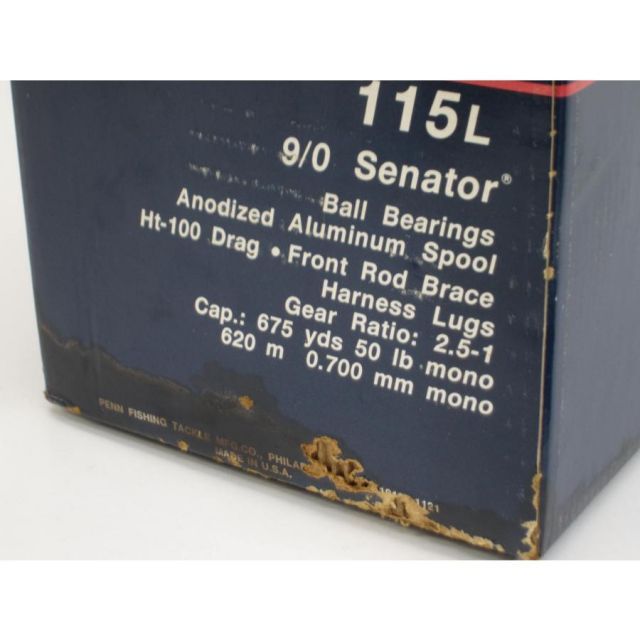 115L
9/0 Senator®
Ball Bearings
Anodized Aluminum Spool
Ht-100 Drag • Front Rod Brace
Harness Lugs
Gear Ratio: 2.5-1
Cap.: 675 yds 50 lb mono
620 m 0.700 mm mono
PENN FISHING TACKLE MFG.CO., PHILA
MADE IN U.S.A.
1121